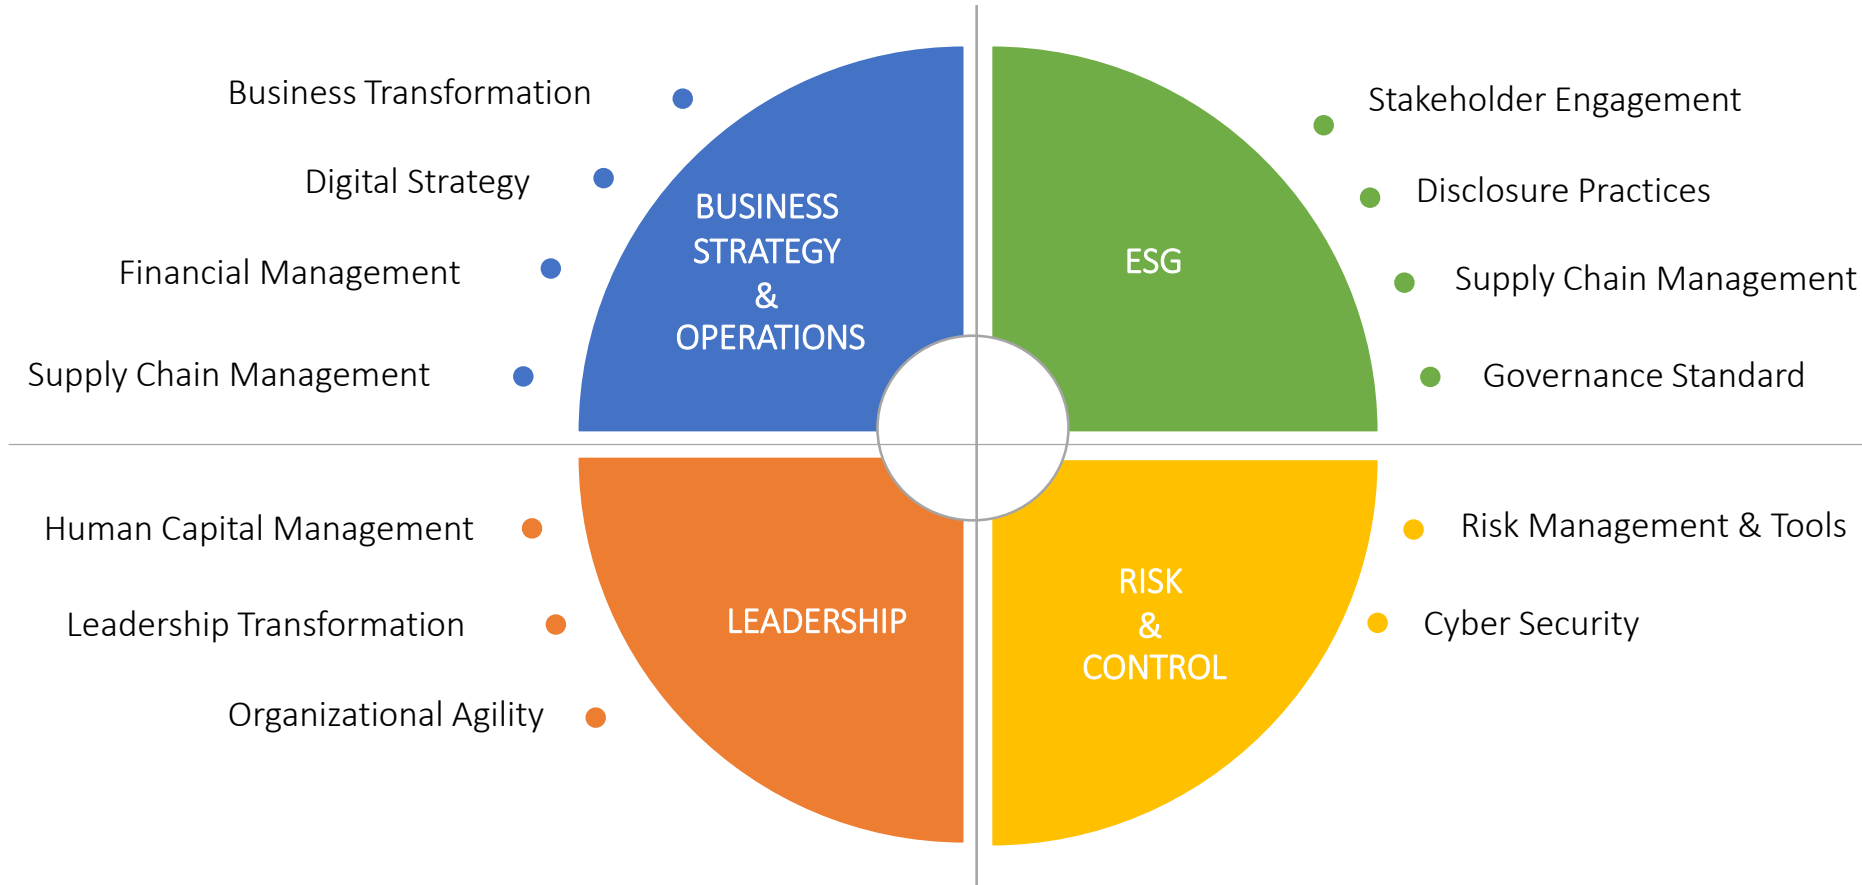 Business Transformation
Digital Strategy
Financial Management
Supply Chain Management
BUSINESS
STRATEGY
&
OPERATIONS
ESG
Stakeholder Engagement
Disclosure Practices
Supply Chain Management
Governance Standard
Human Capital Management
Leadership Transformation
Organizational Agility
LEADERSHIP
RISK
&
CONTROL
Risk Management & Tools
Cyber Security